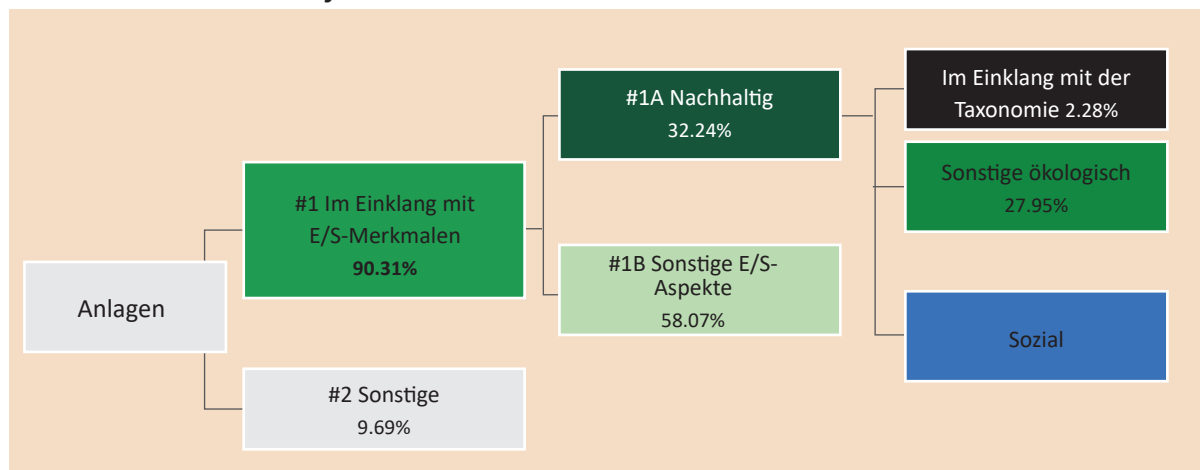 Anlagen
#1 Im Einklang mit
E/S-Merkmalen
90.31%
#2 Sonstige
9.69%
#1A Nachhaltig
32.24%
#1B Sonstige E/S-
Aspekte
58.07%
Im Einklang mit der
Taxonomie 2.28%
Sonstige ökologisch
27.95%
Sozial